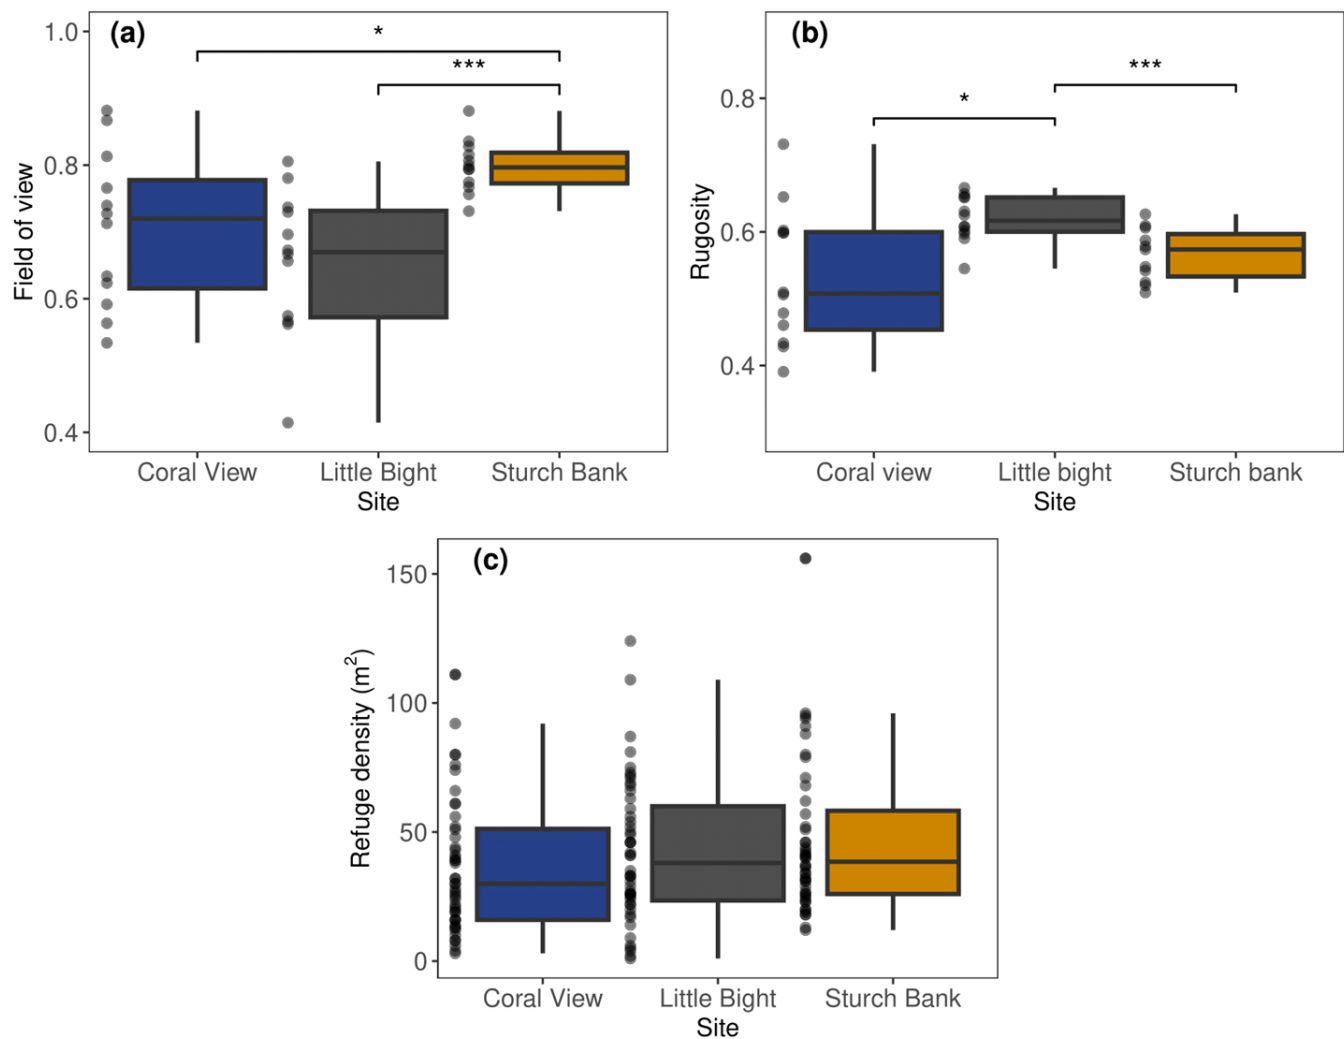 (a)
*
***
1.0
0.8
0.6
0.4
Field of view
Coral View
Little Bight
Sturch Bank
Site
(b)
*
***
0.8
0.6
0.4
Rugosity
Coral view
Little bight
Sturch bank
Site
(c)
150
100
50
0
Refuge density (m²)
Coral View
Little Bight
Sturch Bank
Site